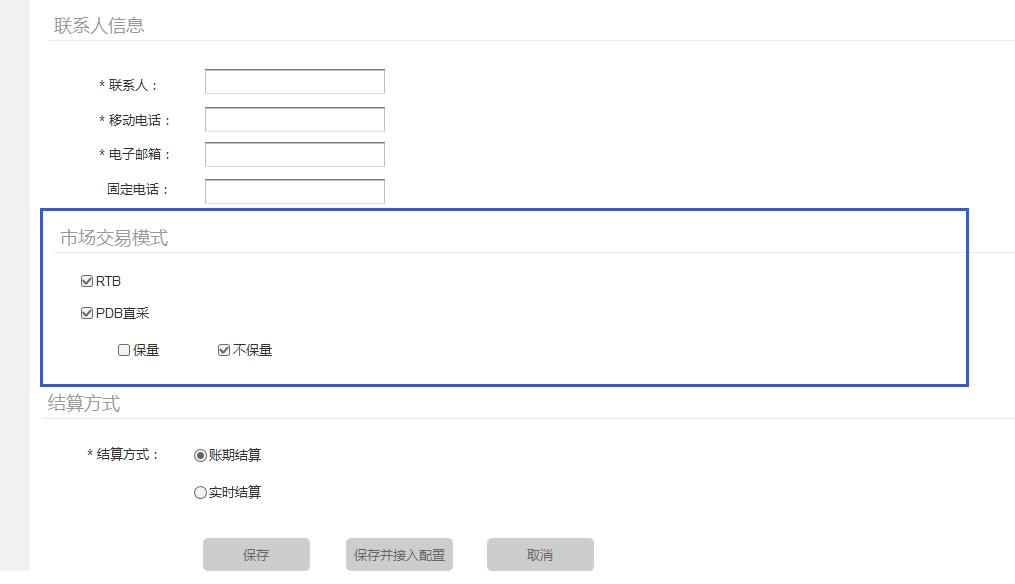 联系人信息
* 联系人：
* 移动电话：
* 电子邮箱：
固定电话：
市场交易模式
RTB
PDB直采
保量 不保量
结算方式
* 结算方式： 账期结算
实时结算
保存 保存并接入配置 取消